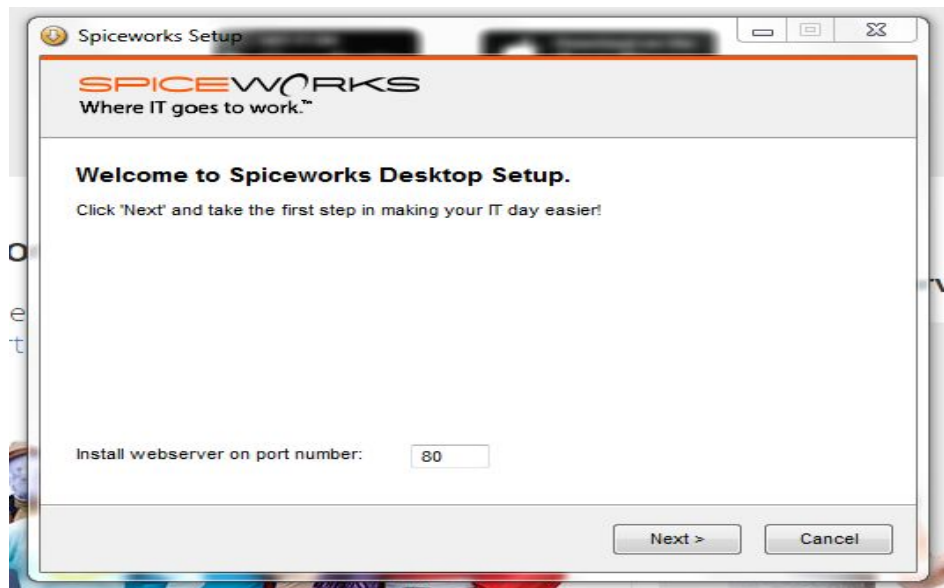 Spiceworks Setup
SPICEWORKS
Where IT goes to work.™
Welcome to Spiceworks Desktop Setup.
Click 'Next' and take the first step in making your IT day easier!
Install webserver on port number: 80
Next > Cancel